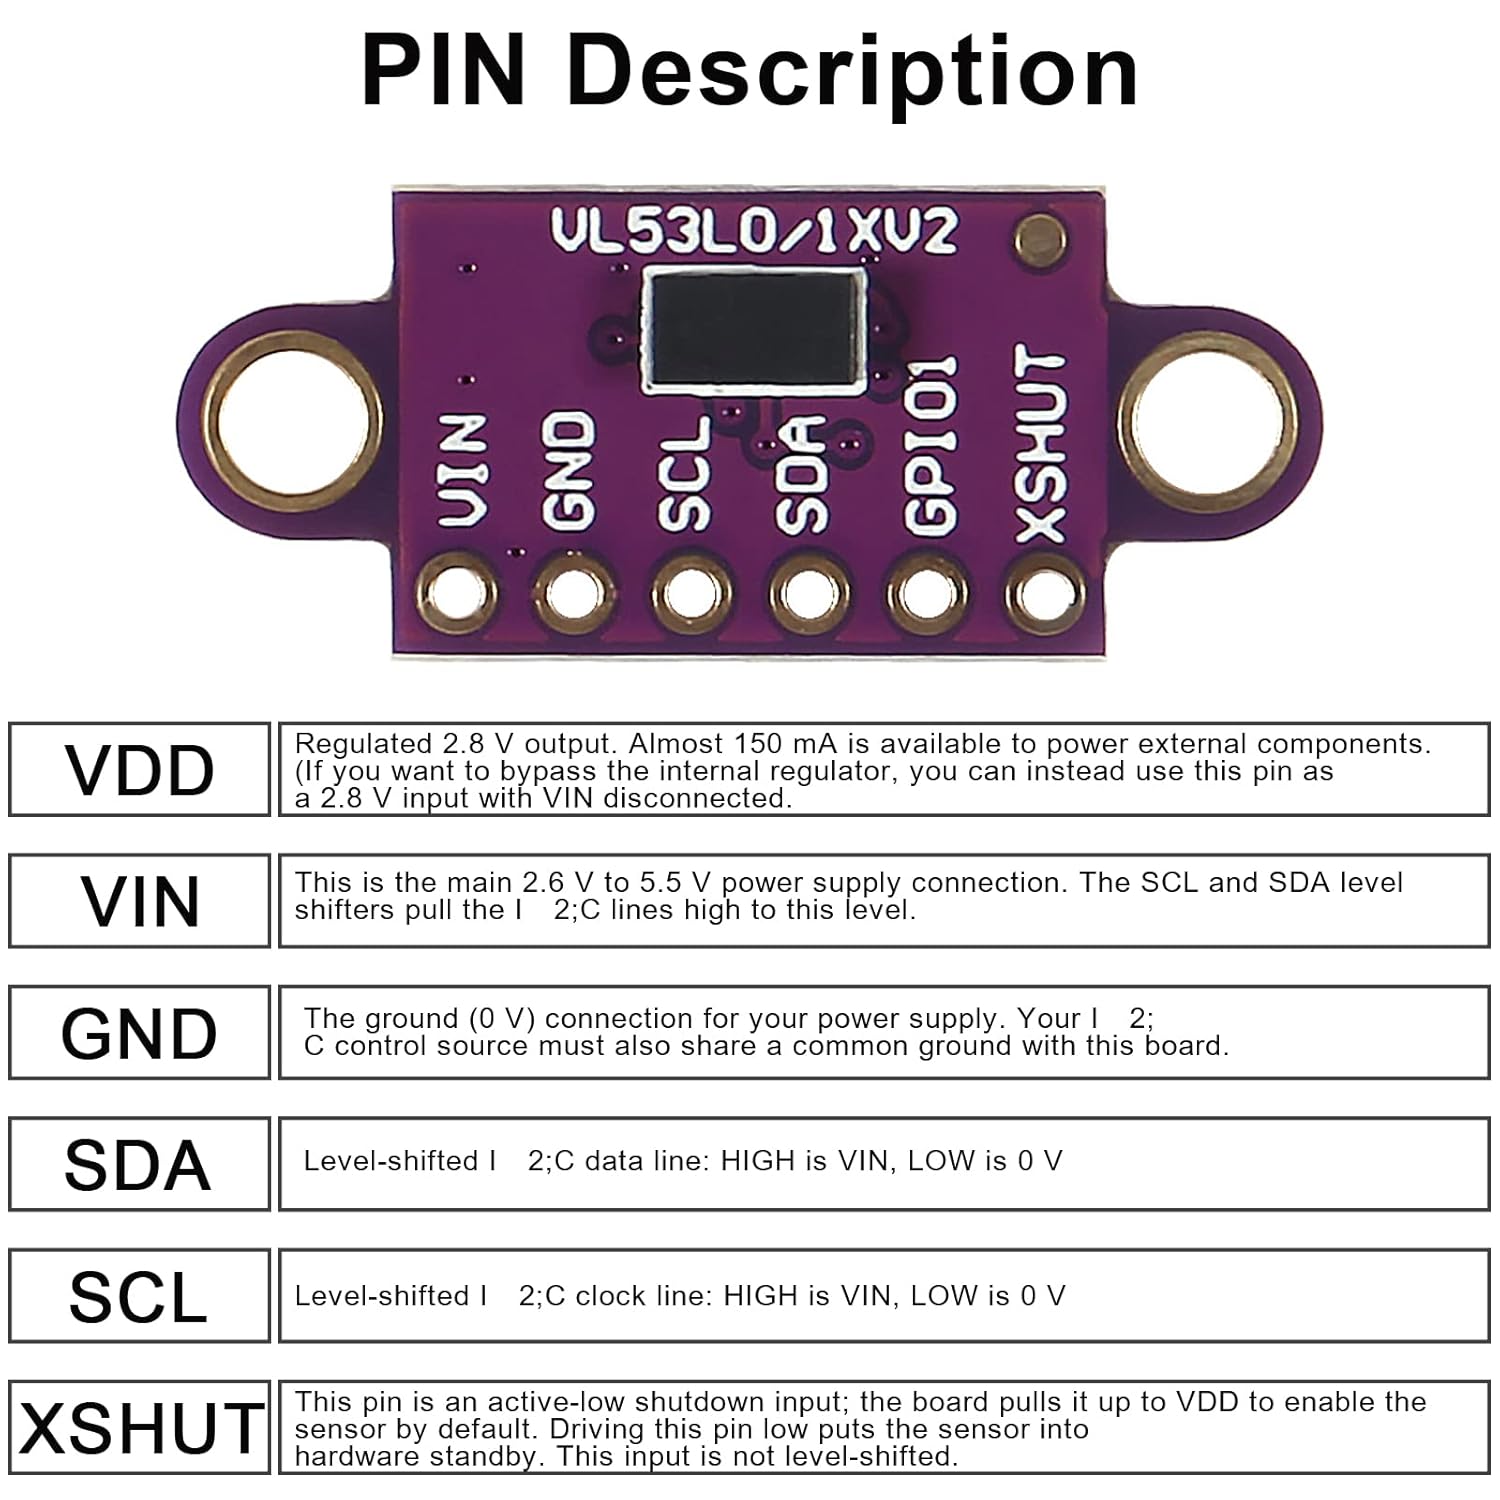 PIN Description
VL53L0/1XV2
VIN
GND
SCL
SDA
GPIO1
XSHUT
VDD
Regulated 2.8 V output. Almost 150 mA is available to power external components.
(If you want to bypass the internal regulator, you can instead use this pin as
a 2.8 V input with VIN disconnected.
VIN
This is the main 2.6 V to 5.5 V power supply connection. The SCL and SDA level
shifters pull the I 2;C lines high to this level.
GND
The ground (0 V) connection for your power supply. Your I 2;
C control source must also share a common ground with this board.
SDA
Level-shifted I 2;C data line: HIGH is VIN, LOW is 0 V
SCL
Level-shifted I 2;C clock line: HIGH is VIN, LOW is 0 V
XSHUT
This pin is an active-low shutdown input; the board pulls it up to VDD to enable the
sensor by default. Driving this pin low puts the sensor into
hardware standby. This input is not level-shifted.